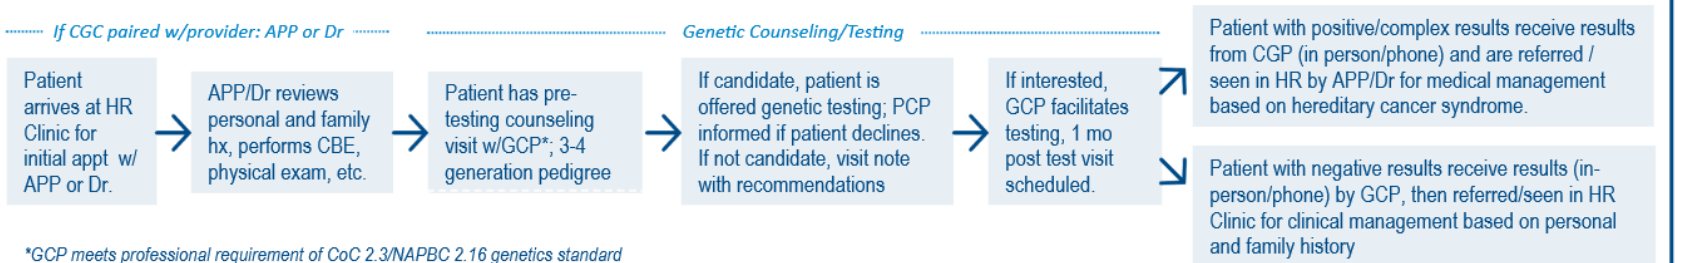 If CGC paired w/provider: APP or Dr
Genetic Counseling/Testing
Patient
arrives at HR
Clinic for
initial appt w/
APP or Dr.
APP/Dr reviews
personal and family
hx, performs CBE,
physical exam, etc.
Patient has pre-
testing counseling
visit w/GCP*; 3-4
generation pedigree
If candidate, patient is
offered genetic testing; PCP
informed if patient declines.
If not candidate, visit note
with recommendations
If interested,
GCP facilitates
testing, 1 mo
post test visit
scheduled.
Patient with positive/complex results receive results
from CGP (in person/phone) and are referred /
seen in HR by APP/Dr for medical management
based on hereditary cancer syndrome.
Patient with negative results receive results (in-
person/phone) by GCP, then referred/seen in HR
Clinic for clinical management based on personal
and family history
*GCP meets professional requirement of CoC 2.3/NAPBC 2.16 genetics standard